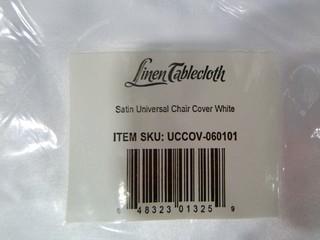 Linen Tablecloth
Satin Universal Chair Cover White
ITEM SKU: UCCOV-060101
6 48323 01325 9